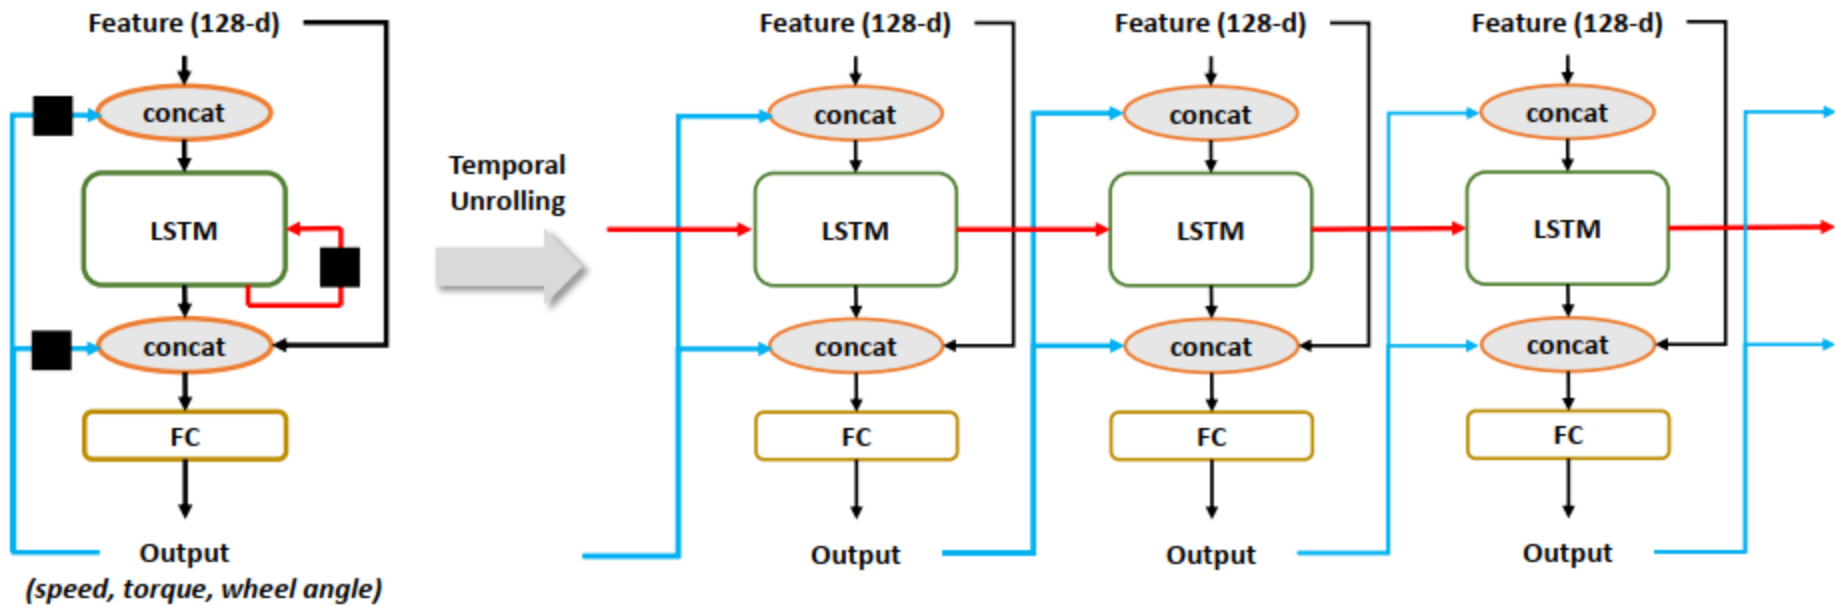 Feature (128-d)
concat
LSTM
concat
FC
Output
(speed, torque, wheel angle)
Temporal
Unrolling
Feature (128-d)
concat
LSTM
concat
FC
Output
Feature (128-d)
concat
LSTM
concat
FC
Output
Feature (128-d)
concat
LSTM
concat
FC
Output